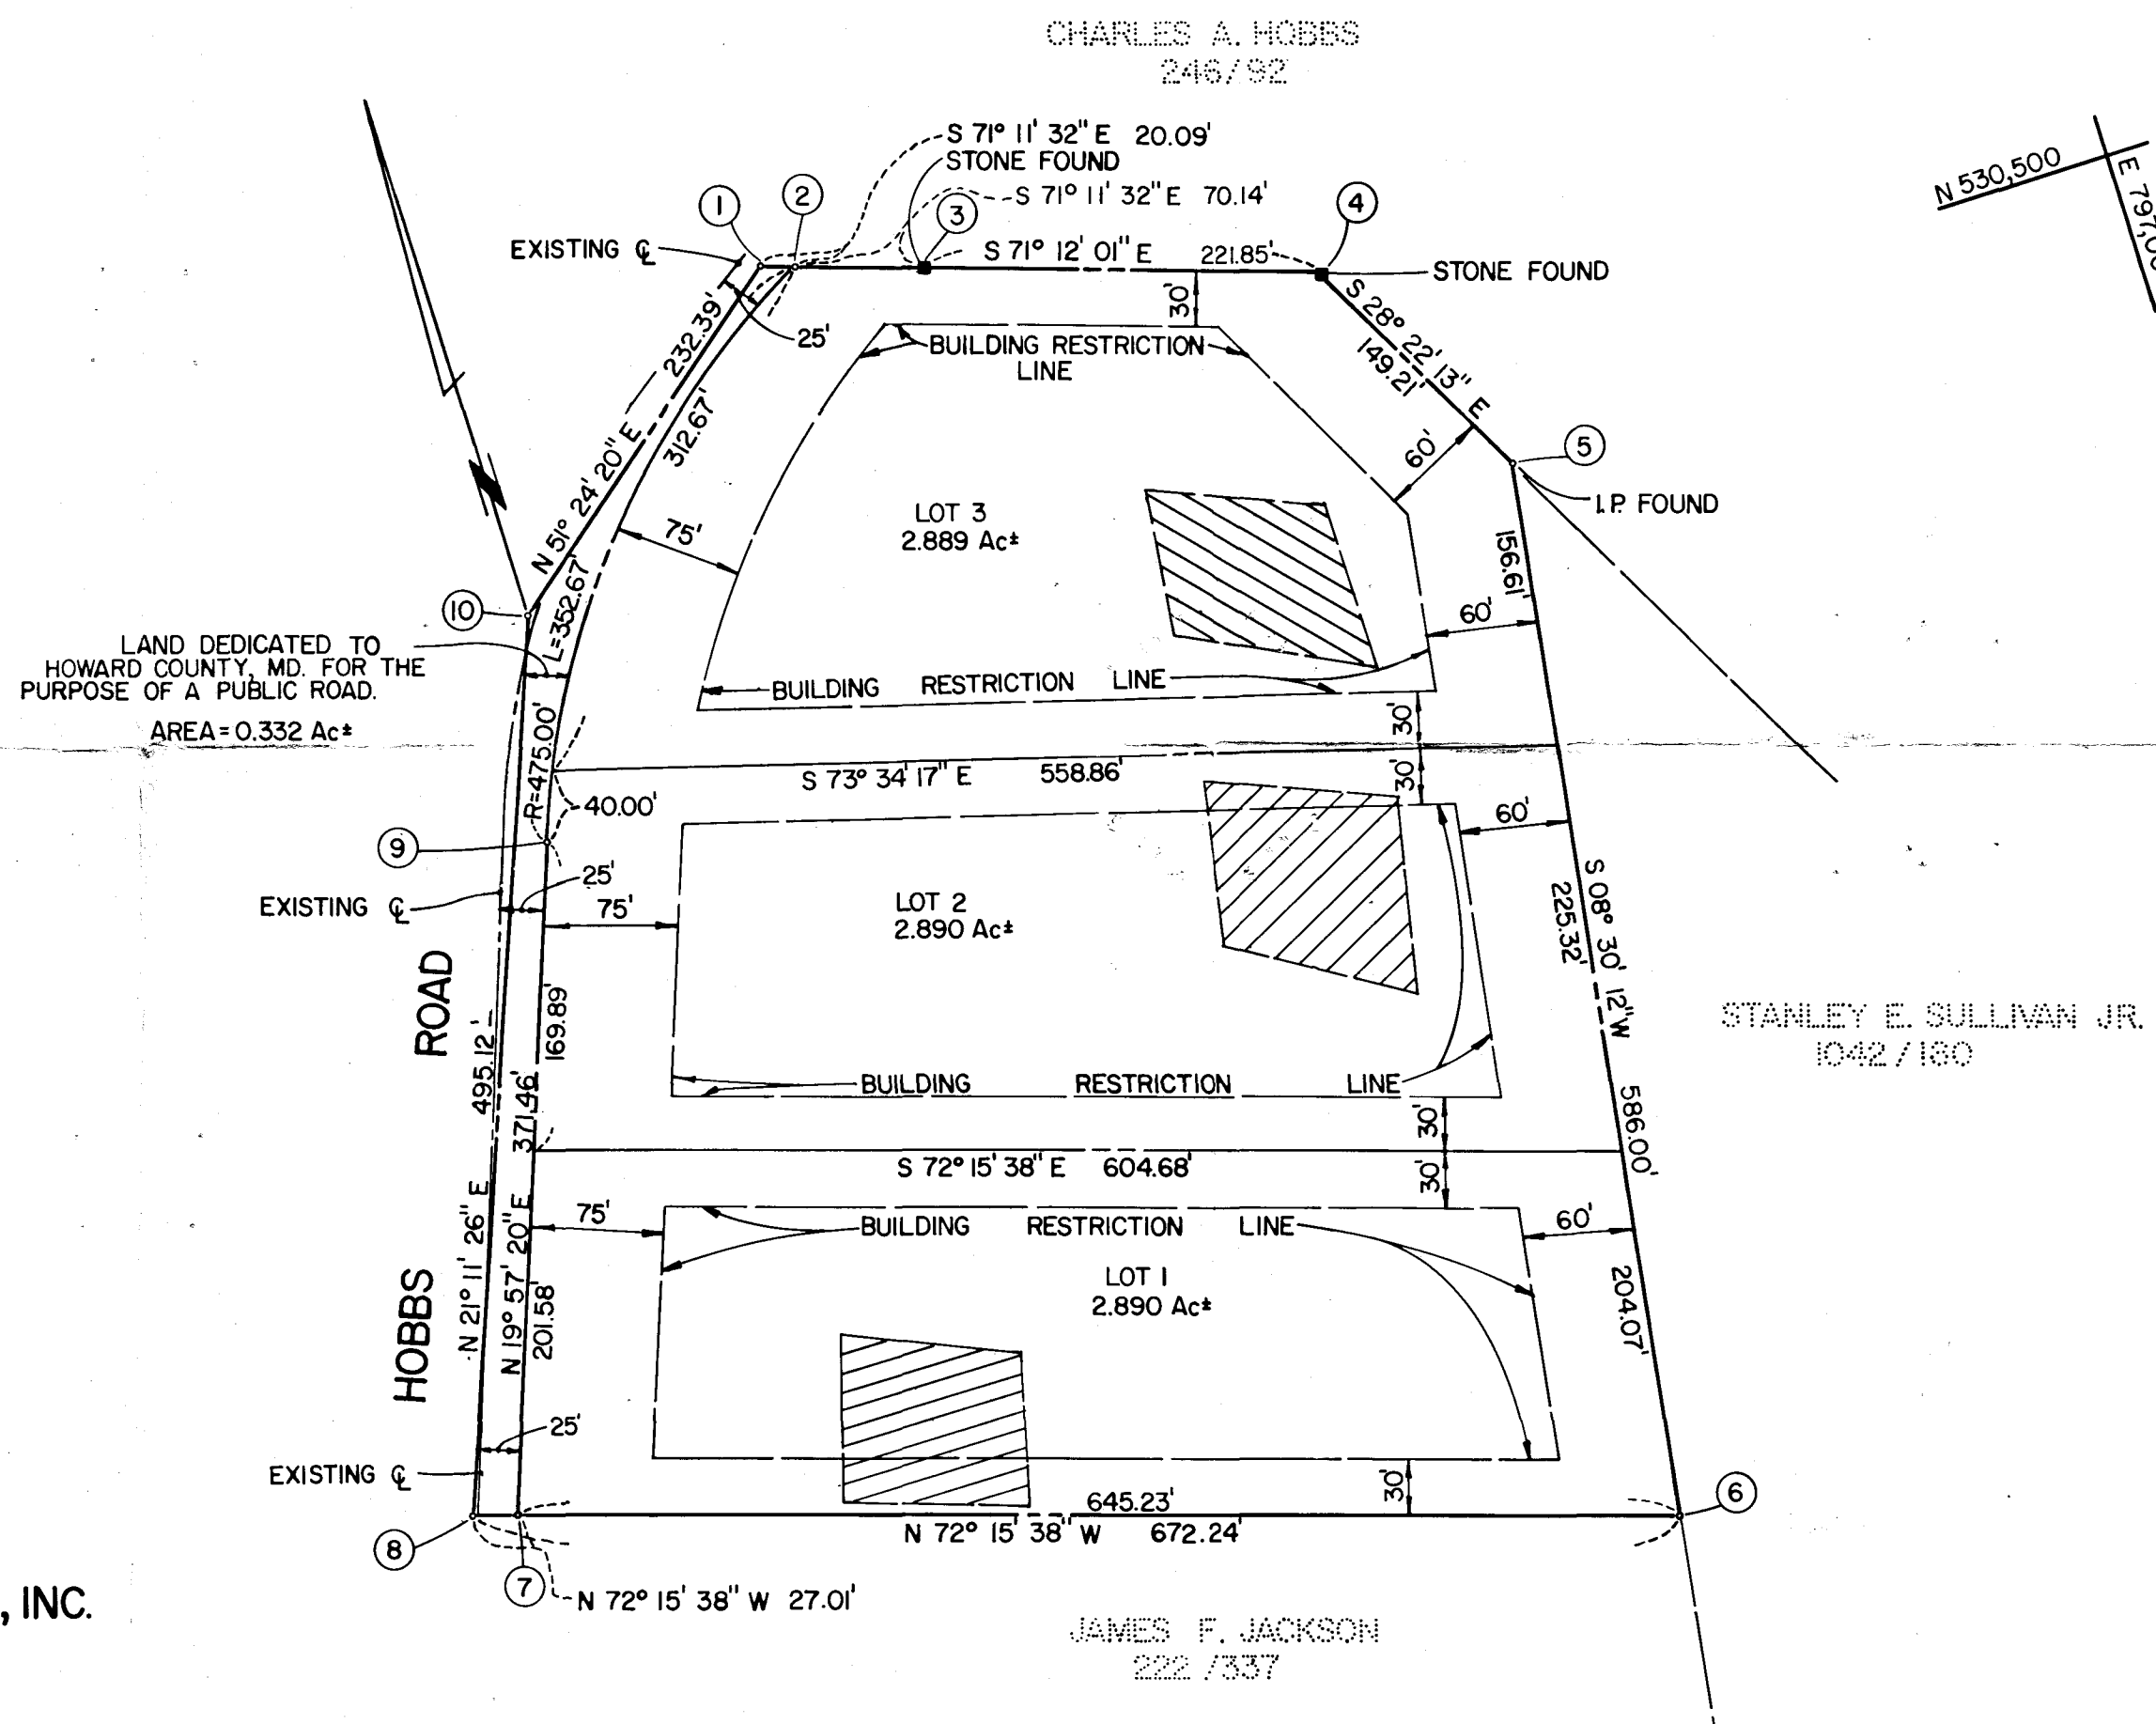 CHARLES A. HOBBS
246/92
S 71° 11' 32" E 20.09'
STONE FOUND
S 71° 11' 32" E 70.14'
1
2
3
4
N 530,500
EXISTING ℄
S 71° 12' 01" E 221.85'
STONE FOUND
30'
25'
232.39'
N 51° 24' 20" E
312.67'
BUILDING RESTRICTION
LINE
S 28° 22' 13" E
149.21'
60'
5
I.P. FOUND
LOT 3
2.889 Ac±
75'
156.61'
60'
L=352.67'
10
LAND DEDICATED TO
HOWARD COUNTY, MD. FOR THE
PURPOSE OF A PUBLIC ROAD.
AREA=0.332 Ac±
BUILDING RESTRICTION LINE
R=475.00'
30'
S 73° 34' 17" E 558.86'
30'
40.00'
60'
9
25'
EXISTING ℄
75'
LOT 2
2.890 Ac±
S 08° 30' 12" W
225.32'
586.00'
HOBBS ROAD
169.89'
N 21° 11' 26" E 495.12'
N 19° 57' 20" E 371.46'
STANLEY E. SULLIVAN JR.
1042/160
BUILDING RESTRICTION LINE
30'
S 72° 15' 38" E 604.68'
30'
75'
BUILDING RESTRICTION LINE
60'
LOT 1
2.890 Ac±
201.58'
204.07'
25'
EXISTING ℄
30'
645.23'
N 72° 15' 38" W 672.24'
6
8
7
N 72° 15' 38" W 27.01'
, INC.
JAMES F. JACKSON
222/337